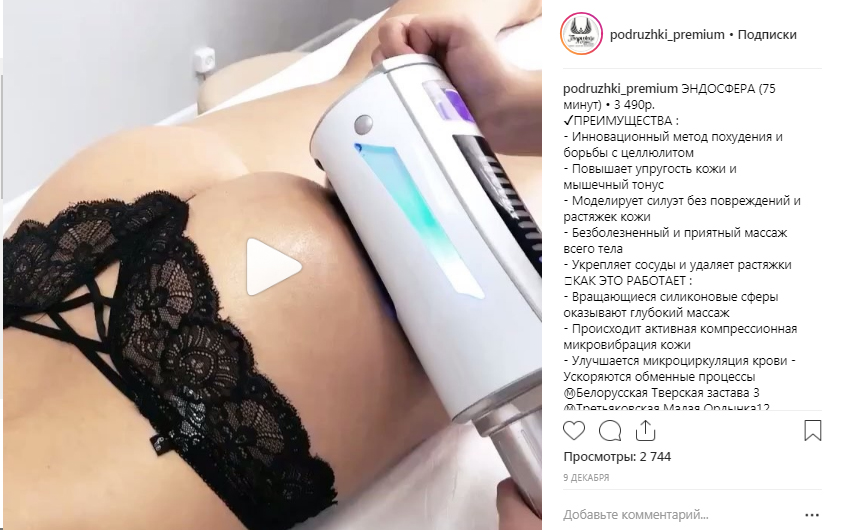 podruzhki_premium • Подписки
podruzhki_premium ЭНДОСФЕРА (75
минут) • 3 490р.
✓ПРЕИМУЩЕСТВА :
- Инновационный метод похудения и
борьбы с целлюлитом
- Повышает упругость кожи и
мышечный тонус
- Моделирует силуэт без повреждений и
растяжек кожи
- Безболезненный и приятный массаж
всего тела
- Укрепляет сосуды и удаляет растяжки
□КАК ЭТО РАБОТАЕТ :
- Вращающиеся силиконовые сферы
оказывают глубокий массаж
- Происходит активная компрессионная
микровибрация кожи
- Улучшается микроциркуляция крови -
Ускоряются обменные процессы
Ⓜ️Белорусская Тверская застава 3
Ⓜ️Третьяковская Малая Ордынка12
Просмотры: 2 744
9 ДЕКАБРЯ
Добавьте комментарий...